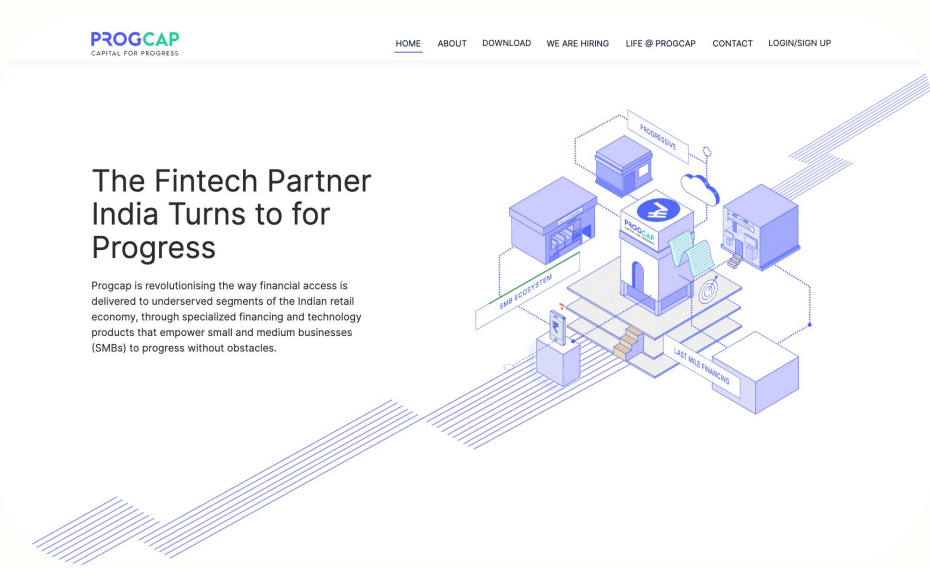 PROGCAP
CAPITAL FOR PROGRESS
HOME ABOUT DOWNLOAD WE ARE HIRING LIFE @ PROGCAP CONTACT LOGIN/SIGN UP
The Fintech Partner
India Turns to for
Progress
Progcap is revolutionising the way financial access is
delivered to underserved segments of the Indian retail
economy, through specialized financing and technology
products that empower small and medium businesses
(SMBs) to progress without obstacles.
PROGRESSIVE
PROGCAP
CAPITAL FOR PROGRESS
SMB ECOSYSTEM
₹
LAST MILE FINANCING